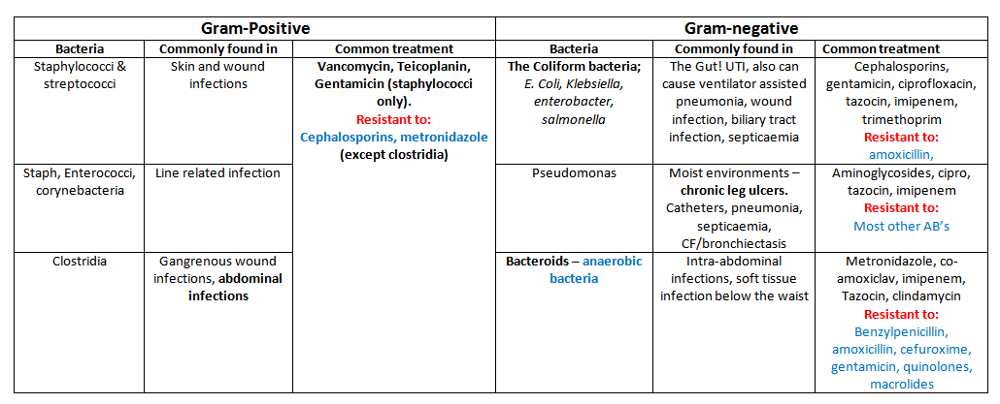 Gram-Positive
Gram-negative
Bacteria
Commonly found in
Common treatment
Bacteria
Commonly found in
Common treatment
Staphylococci &
streptococci
Skin and wound
infections
Vancomycin, Teicoplanin,
Gentamicin (staphylococci
only).
Resistant to:
Cephalosporins, metronidazole
(except clostridia)
The Coliform bacteria;
E. Coli, Klebsiella,
enterobacter,
salmonella
The Gut! UTI, also can
cause ventilator assisted
pneumonia, wound
infection, biliary tract
infection, septicaemia
Cephalosporins,
gentamicin, ciprofloxacin,
tazocin, imipenem,
trimethoprim
Resistant to:
amoxicillin,
Staph, Enterococci,
corynebacteria
Line related infection
Pseudomonas
Moist environments –
chronic leg ulcers.
Catheters, pneumonia,
septicaemia,
CF/bronchiectasis
Aminoglycosides, cipro,
tazocin, imipenem
Resistant to:
Most other AB's
Clostridia
Gangrenous wound
infections, abdominal
infections
Bacteroids – anaerobic
bacteria
Intra-abdominal
infections, soft tissue
infection below the waist
Metronidazole, co-
amoxiclav, imipenem,
Tazocin, clindamycin
Resistant to:
Benzylpenicillin,
amoxicillin, cefuroxime,
gentamicin, quinolones,
macrolides